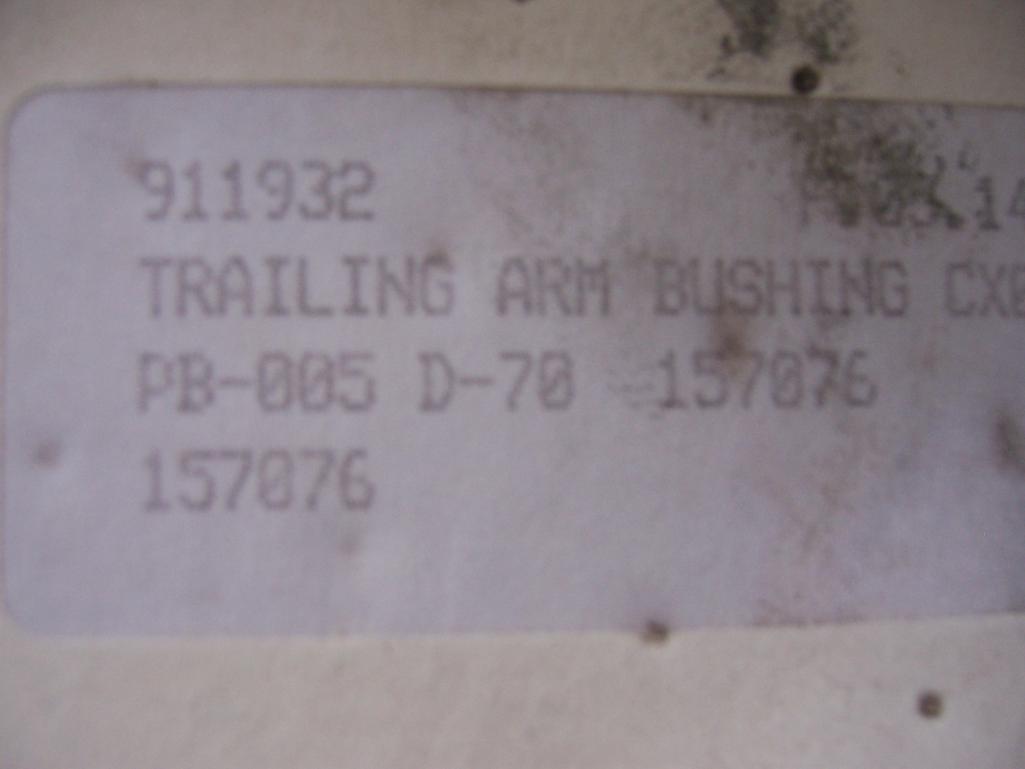 911932
TRAILING ARM BUSHING
PB-005 D-70 157076
157076